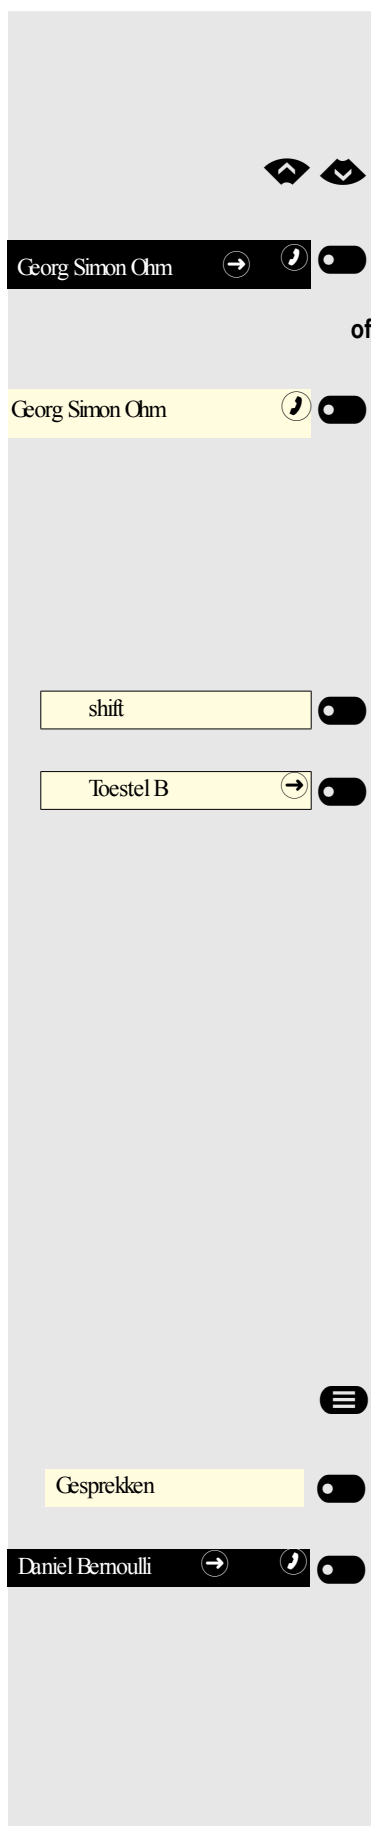 Georg Simon Ohm
of
Georg Simon Ohm
shift
Toestel B
Gesprekken
Daniel Bernoulli